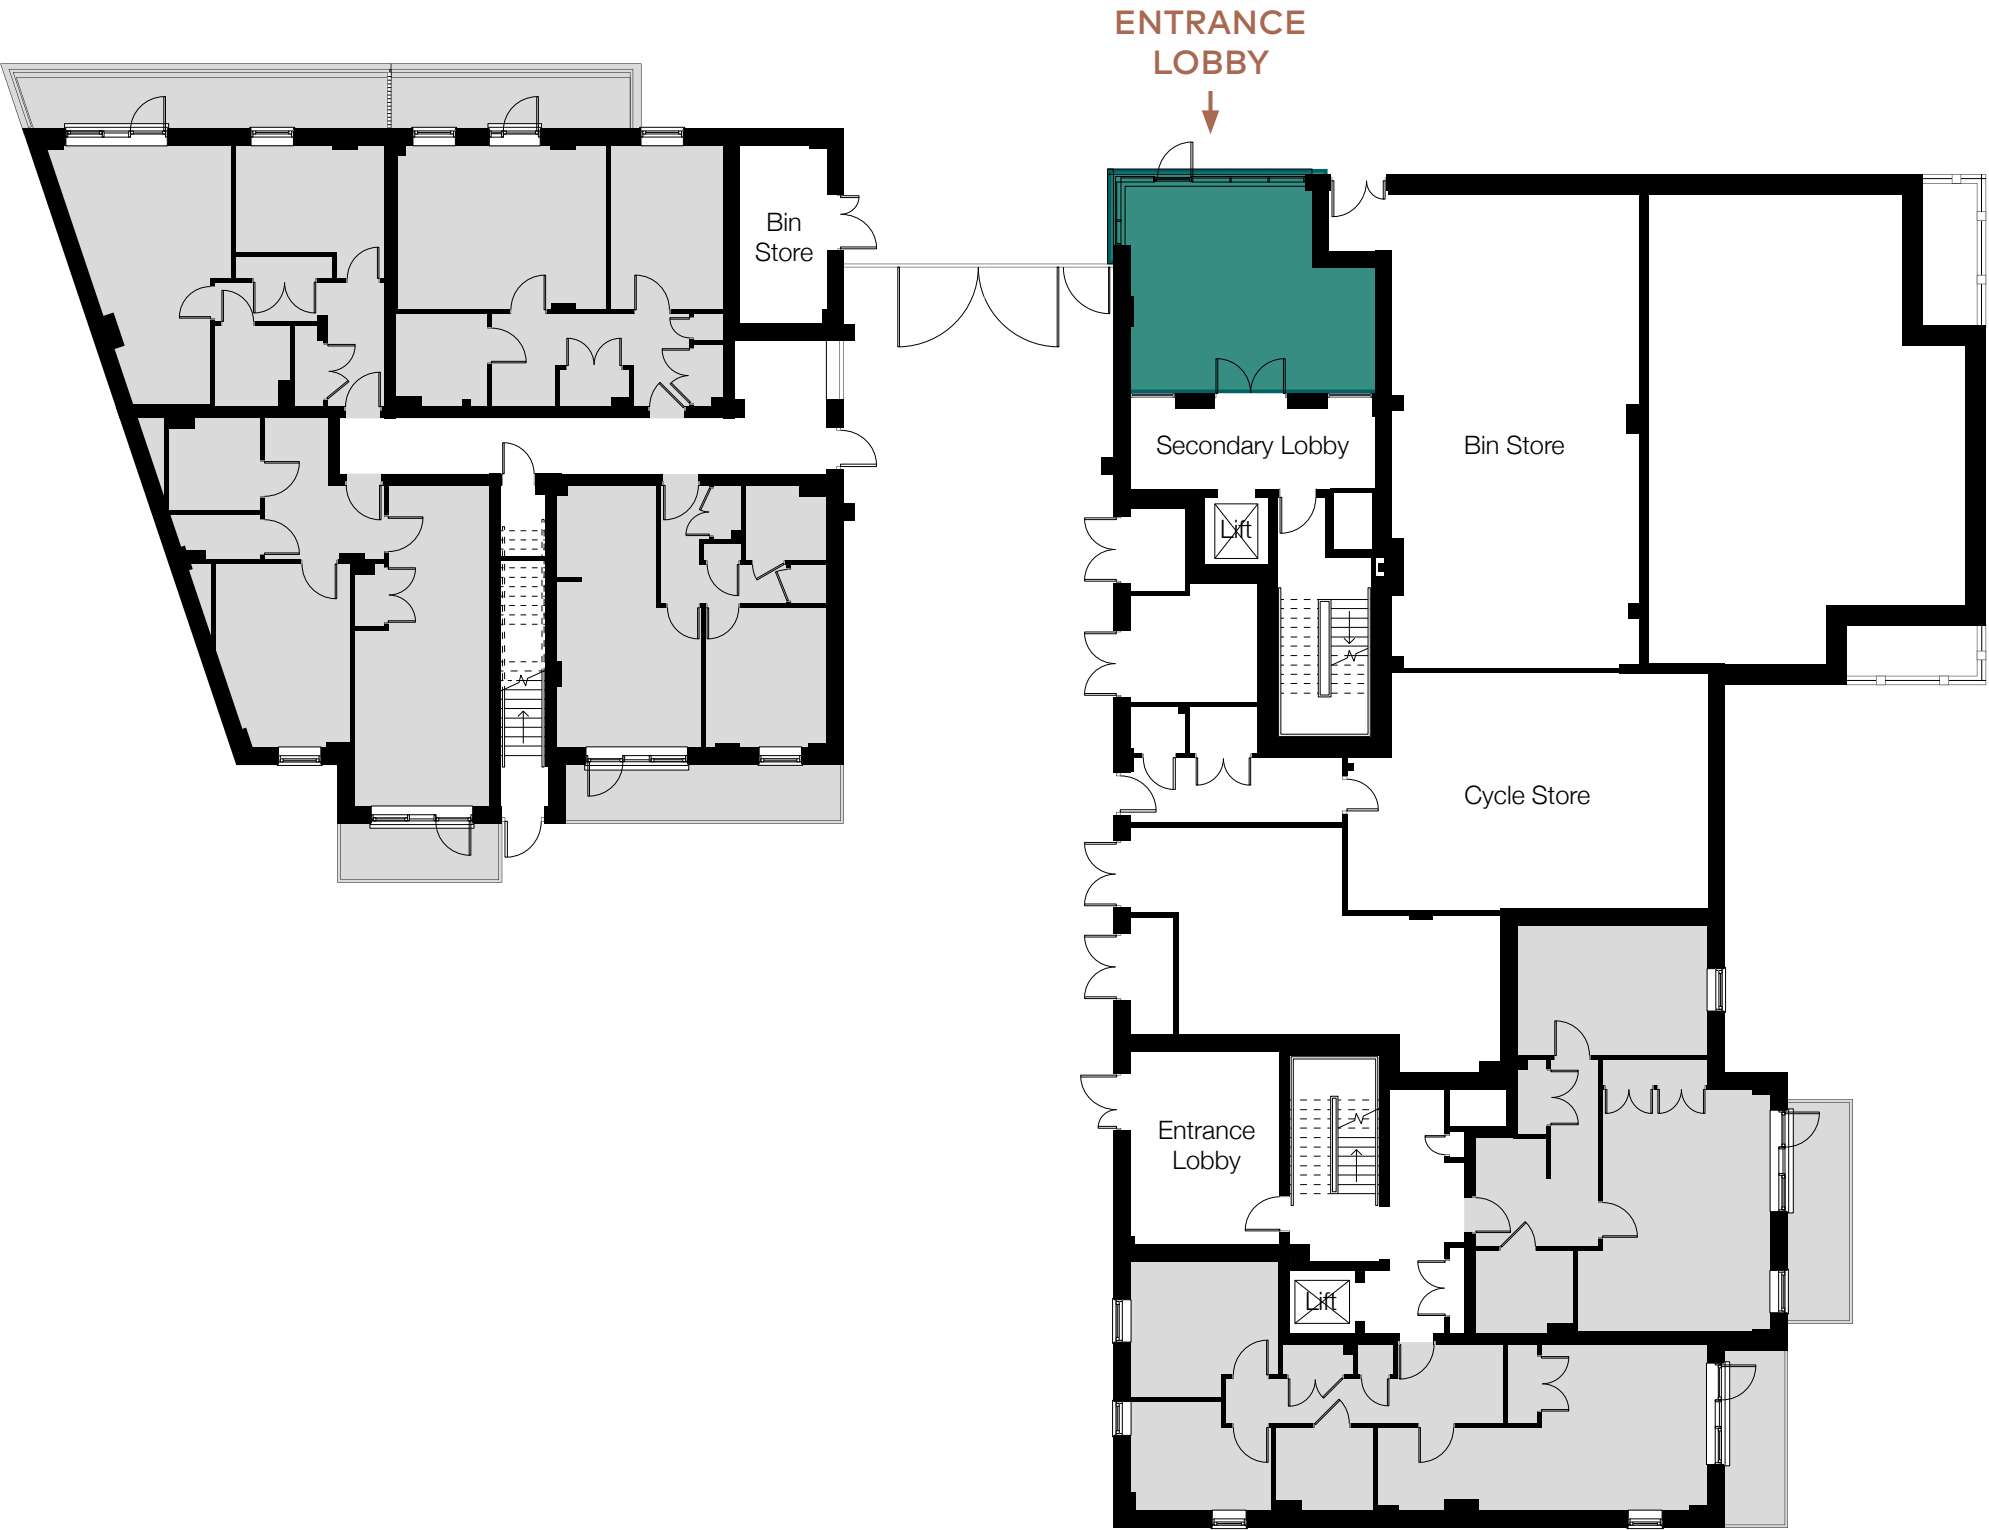 ENTRANCE
LOBBY
Bin
Store
Secondary Lobby
Bin Store
Lift
Cycle Store
Entrance
Lobby
Lift